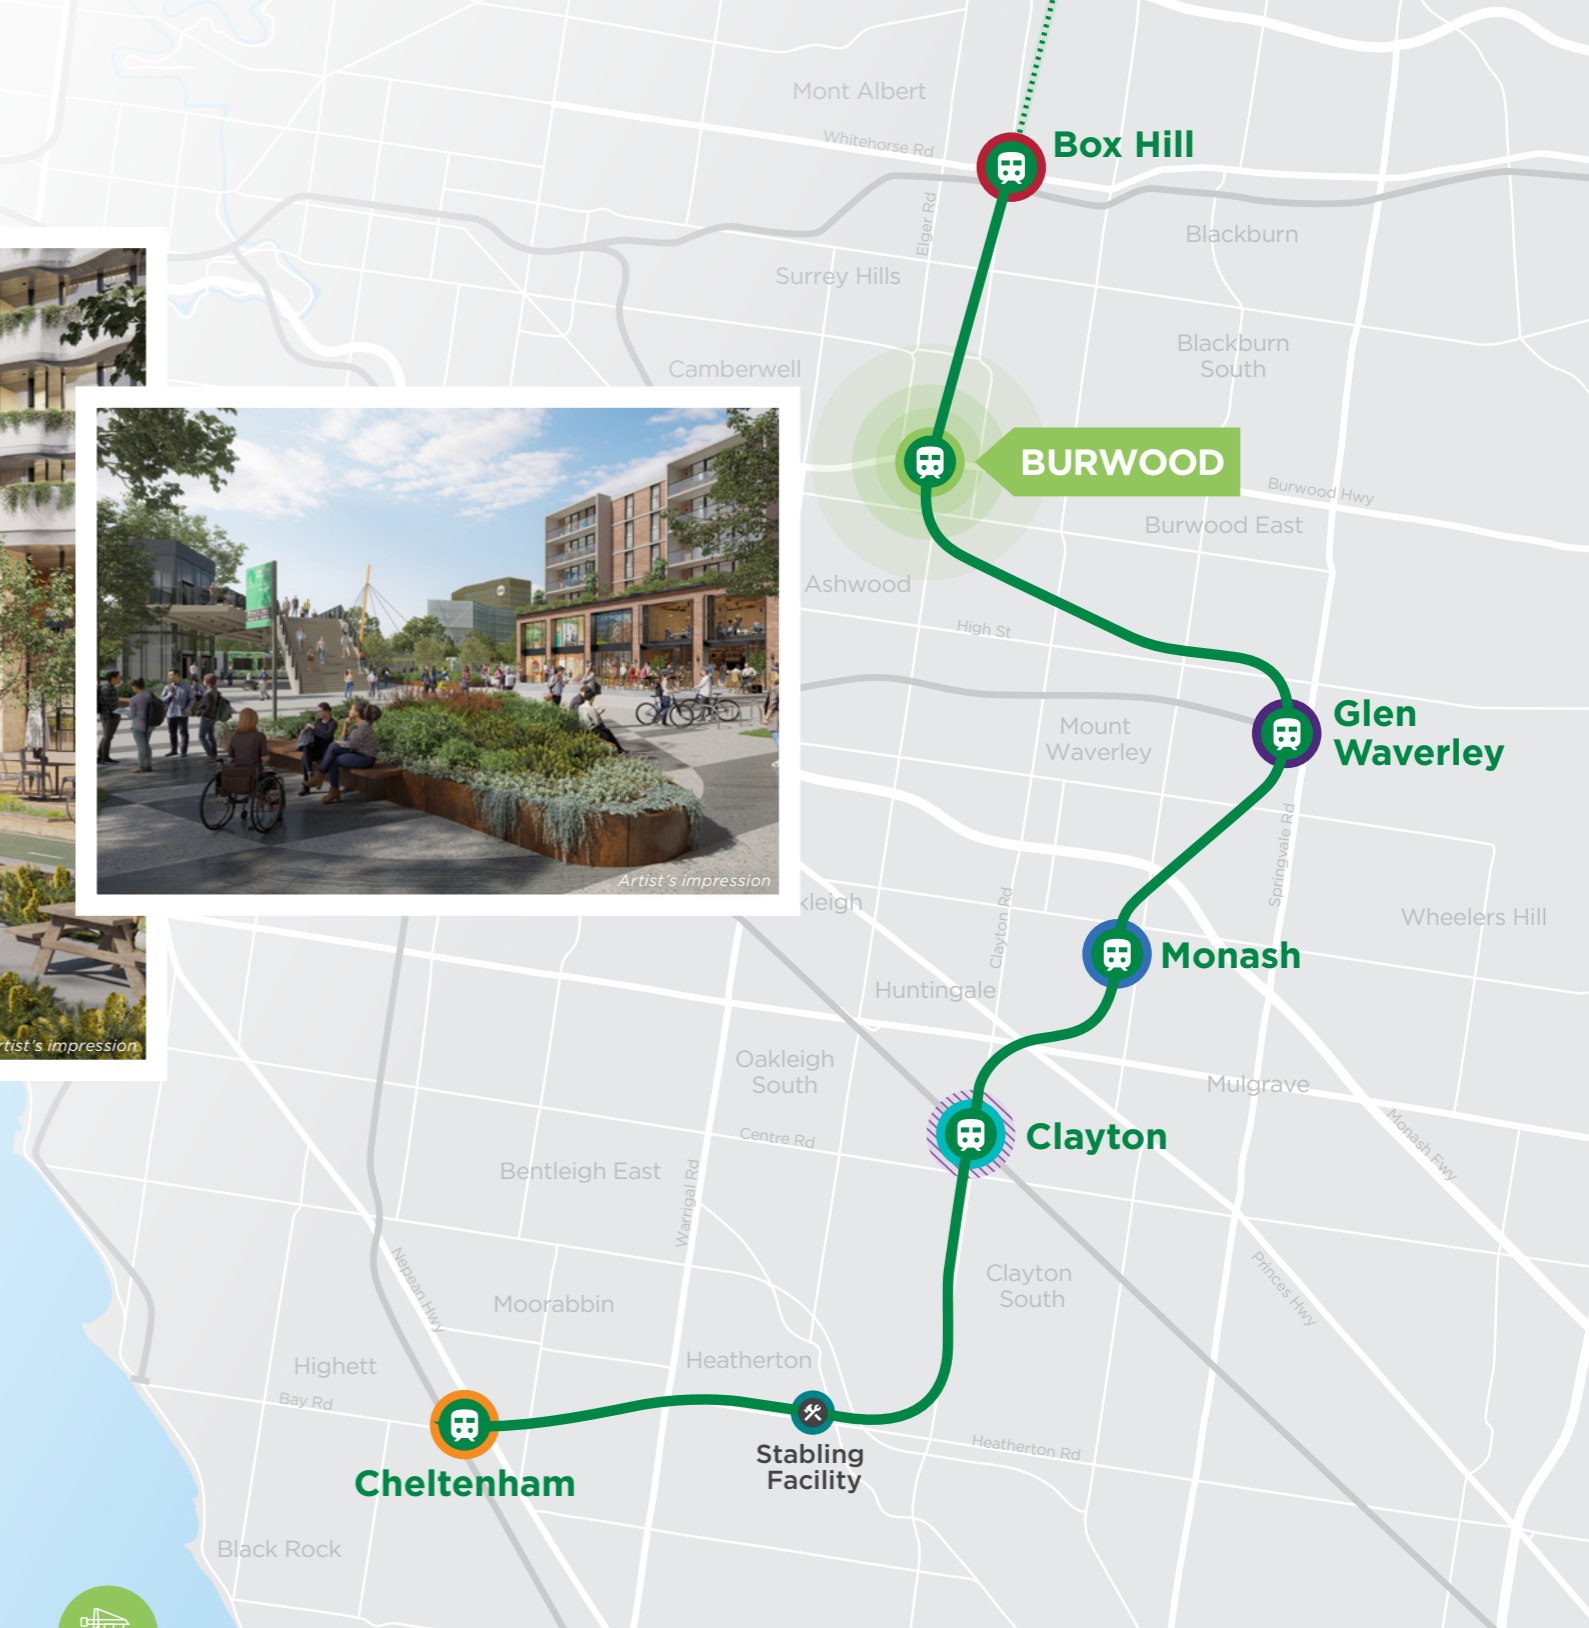 Mont Albert
Whitehorse Rd
Box Hill
Elger Rd
Blackburn
Surrey Hills
Blackburn
South
Camberwell
BURWOOD
Burwood Hwy
Burwood East
Ashwood
High St
Glen
Waverley
Mount
Waverley
Springvale Rd
Artist's impression
kleigh
Clayton Rd
Wheelers Hill
Monash
Huntingale
rtist's impression
Oakleigh
South
Mulgrave
Monash Fwy
Clayton
Centre Rd
Bentleigh East
Warrigal Rd
Nepean Hwy
Clayton
South
Princes Hwy
Moorabbin
Highett
Heatherton
Bay Rd
Stabling
Facility
Heatherton Rd
Cheltenham
Black Rock